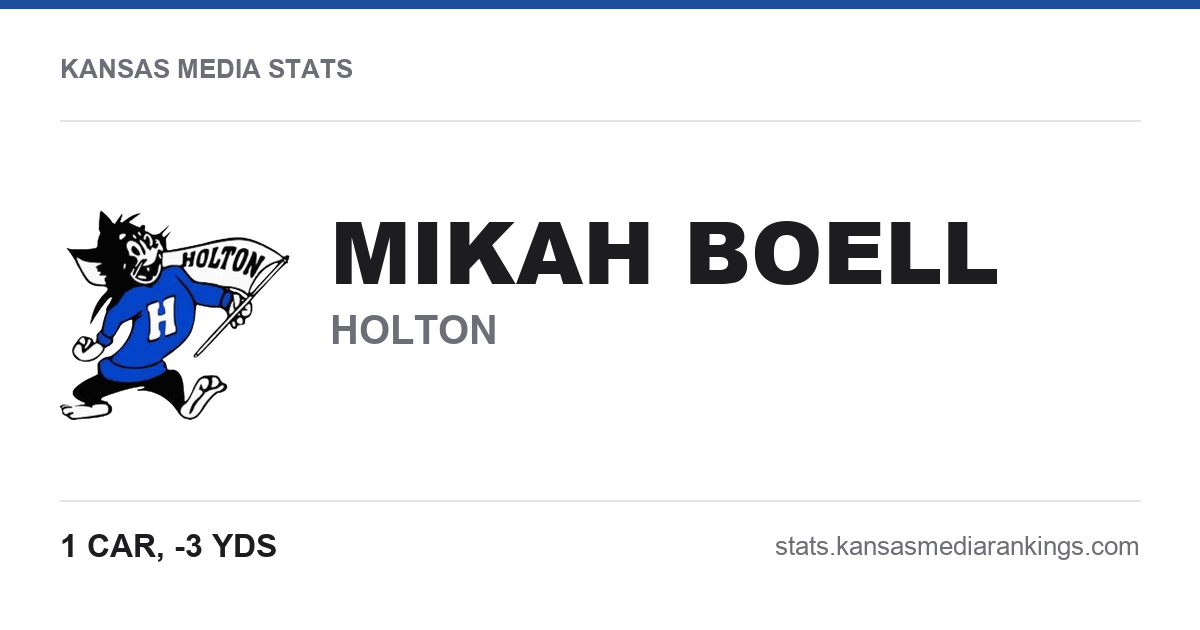 KANSAS MEDIA STATS
HOLTON
H
MIKAH BOELL
HOLTON
1 CAR, -3 YDS
stats.kansasmediarankings.com